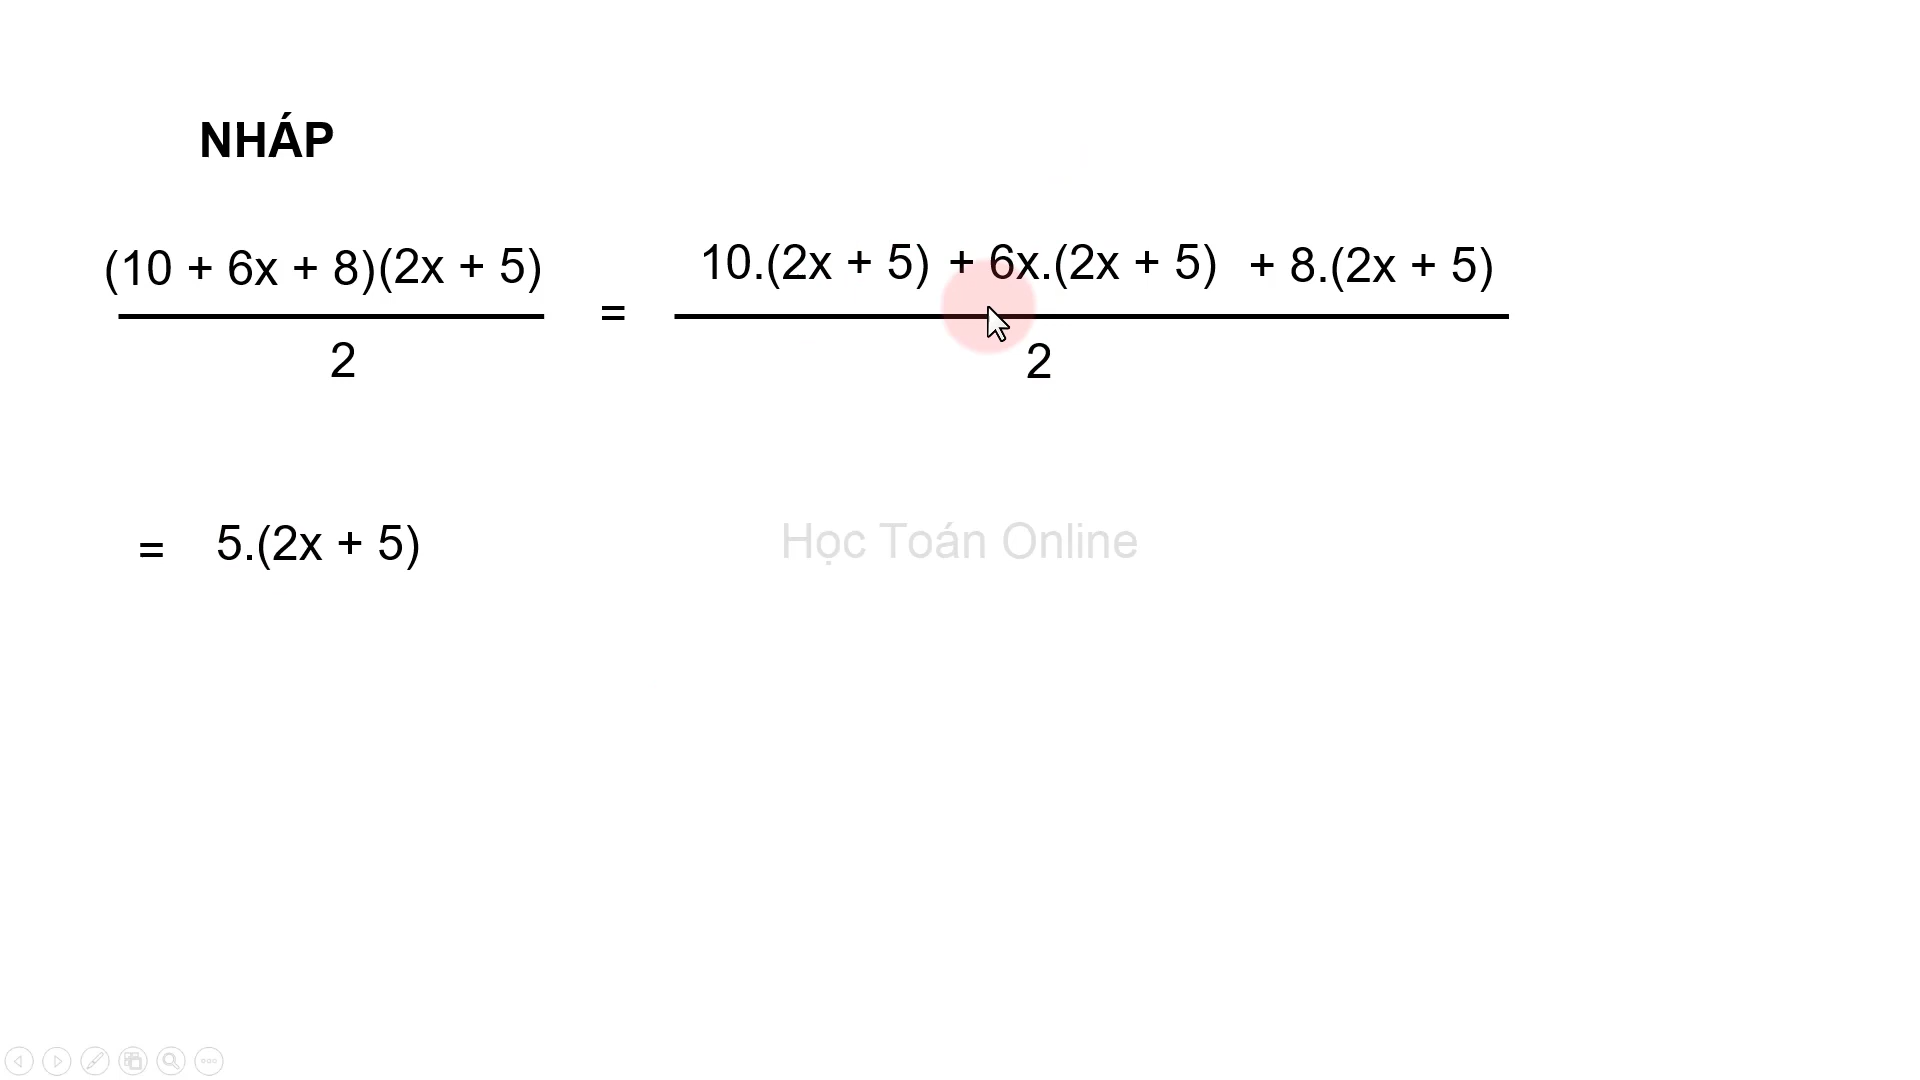 NHÁP
(10 + 6x + 8)(2x + 5)
2
=
10.(2x + 5) + 6x.(2x + 5) + 8.(2x + 5)
2
= 5.(2x + 5)
Học Toán Online